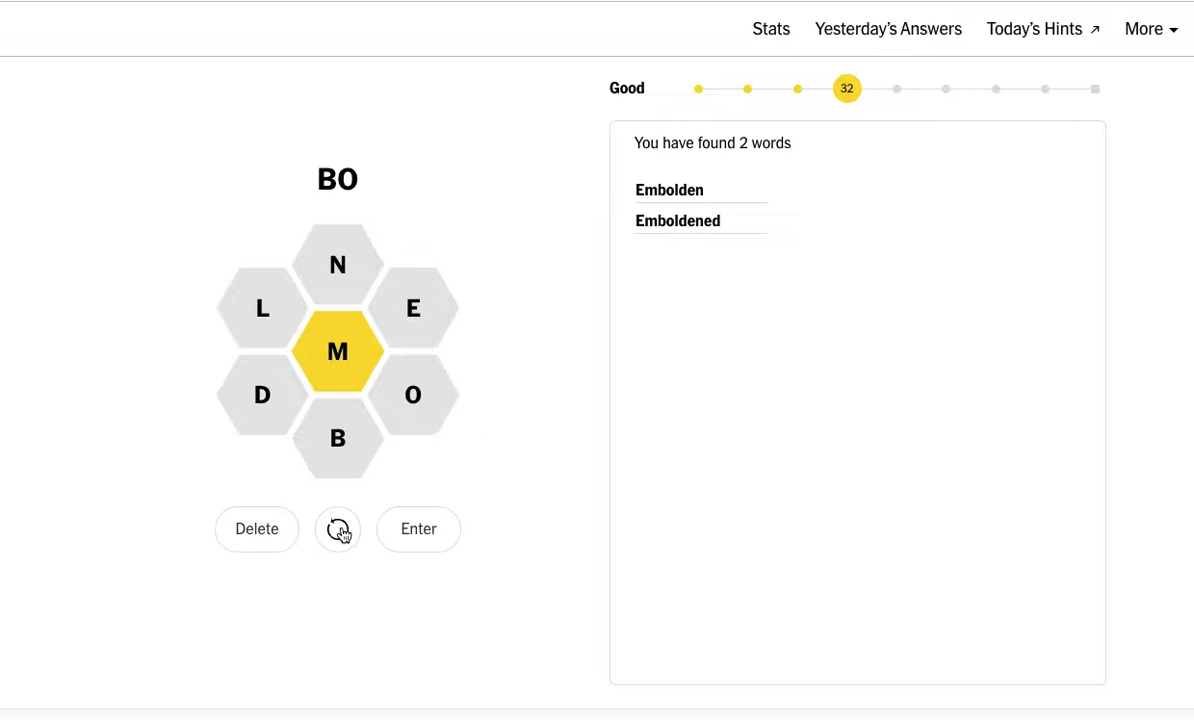 Stats Yesterday's Answers Today's Hints ↗ More
Good 32
You have found 2 words
Embolden
Emboldened
BO
N
L E
M
D O
B
Delete Enter